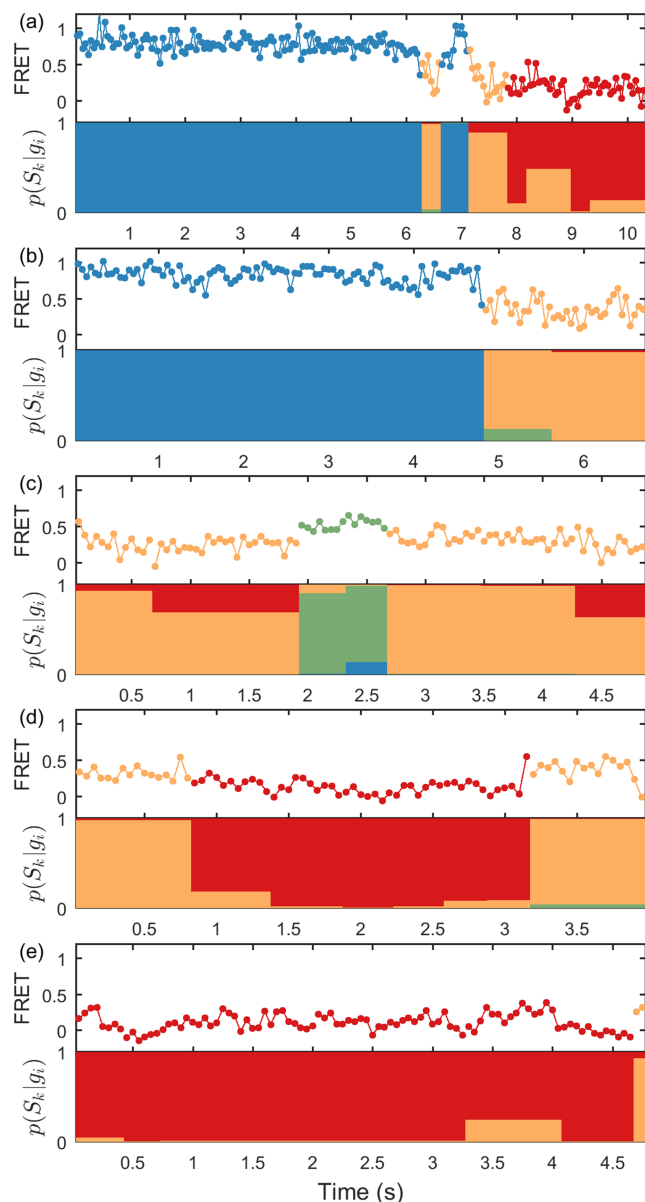 (a)
FRET
1
0.5
0
p(S_k|g_i)
1
0
1 2 3 4 5 6 7 8 9 10
(b)
FRET
1
0.5
0
p(S_k|g_i)
1
0
1 2 3 4 5 6
(c)
FRET
1
0.5
0
p(S_k|g_i)
1
0
0.5 1 1.5 2 2.5 3 3.5 4 4.5
(d)
FRET
1
0.5
0
p(S_k|g_i)
1
0
0.5 1 1.5 2 2.5 3 3.5
(e)
FRET
1
0.5
0
p(S_k|g_i)
1
0
0.5 1 1.5 2 2.5 3 3.5 4 4.5
Time (s)